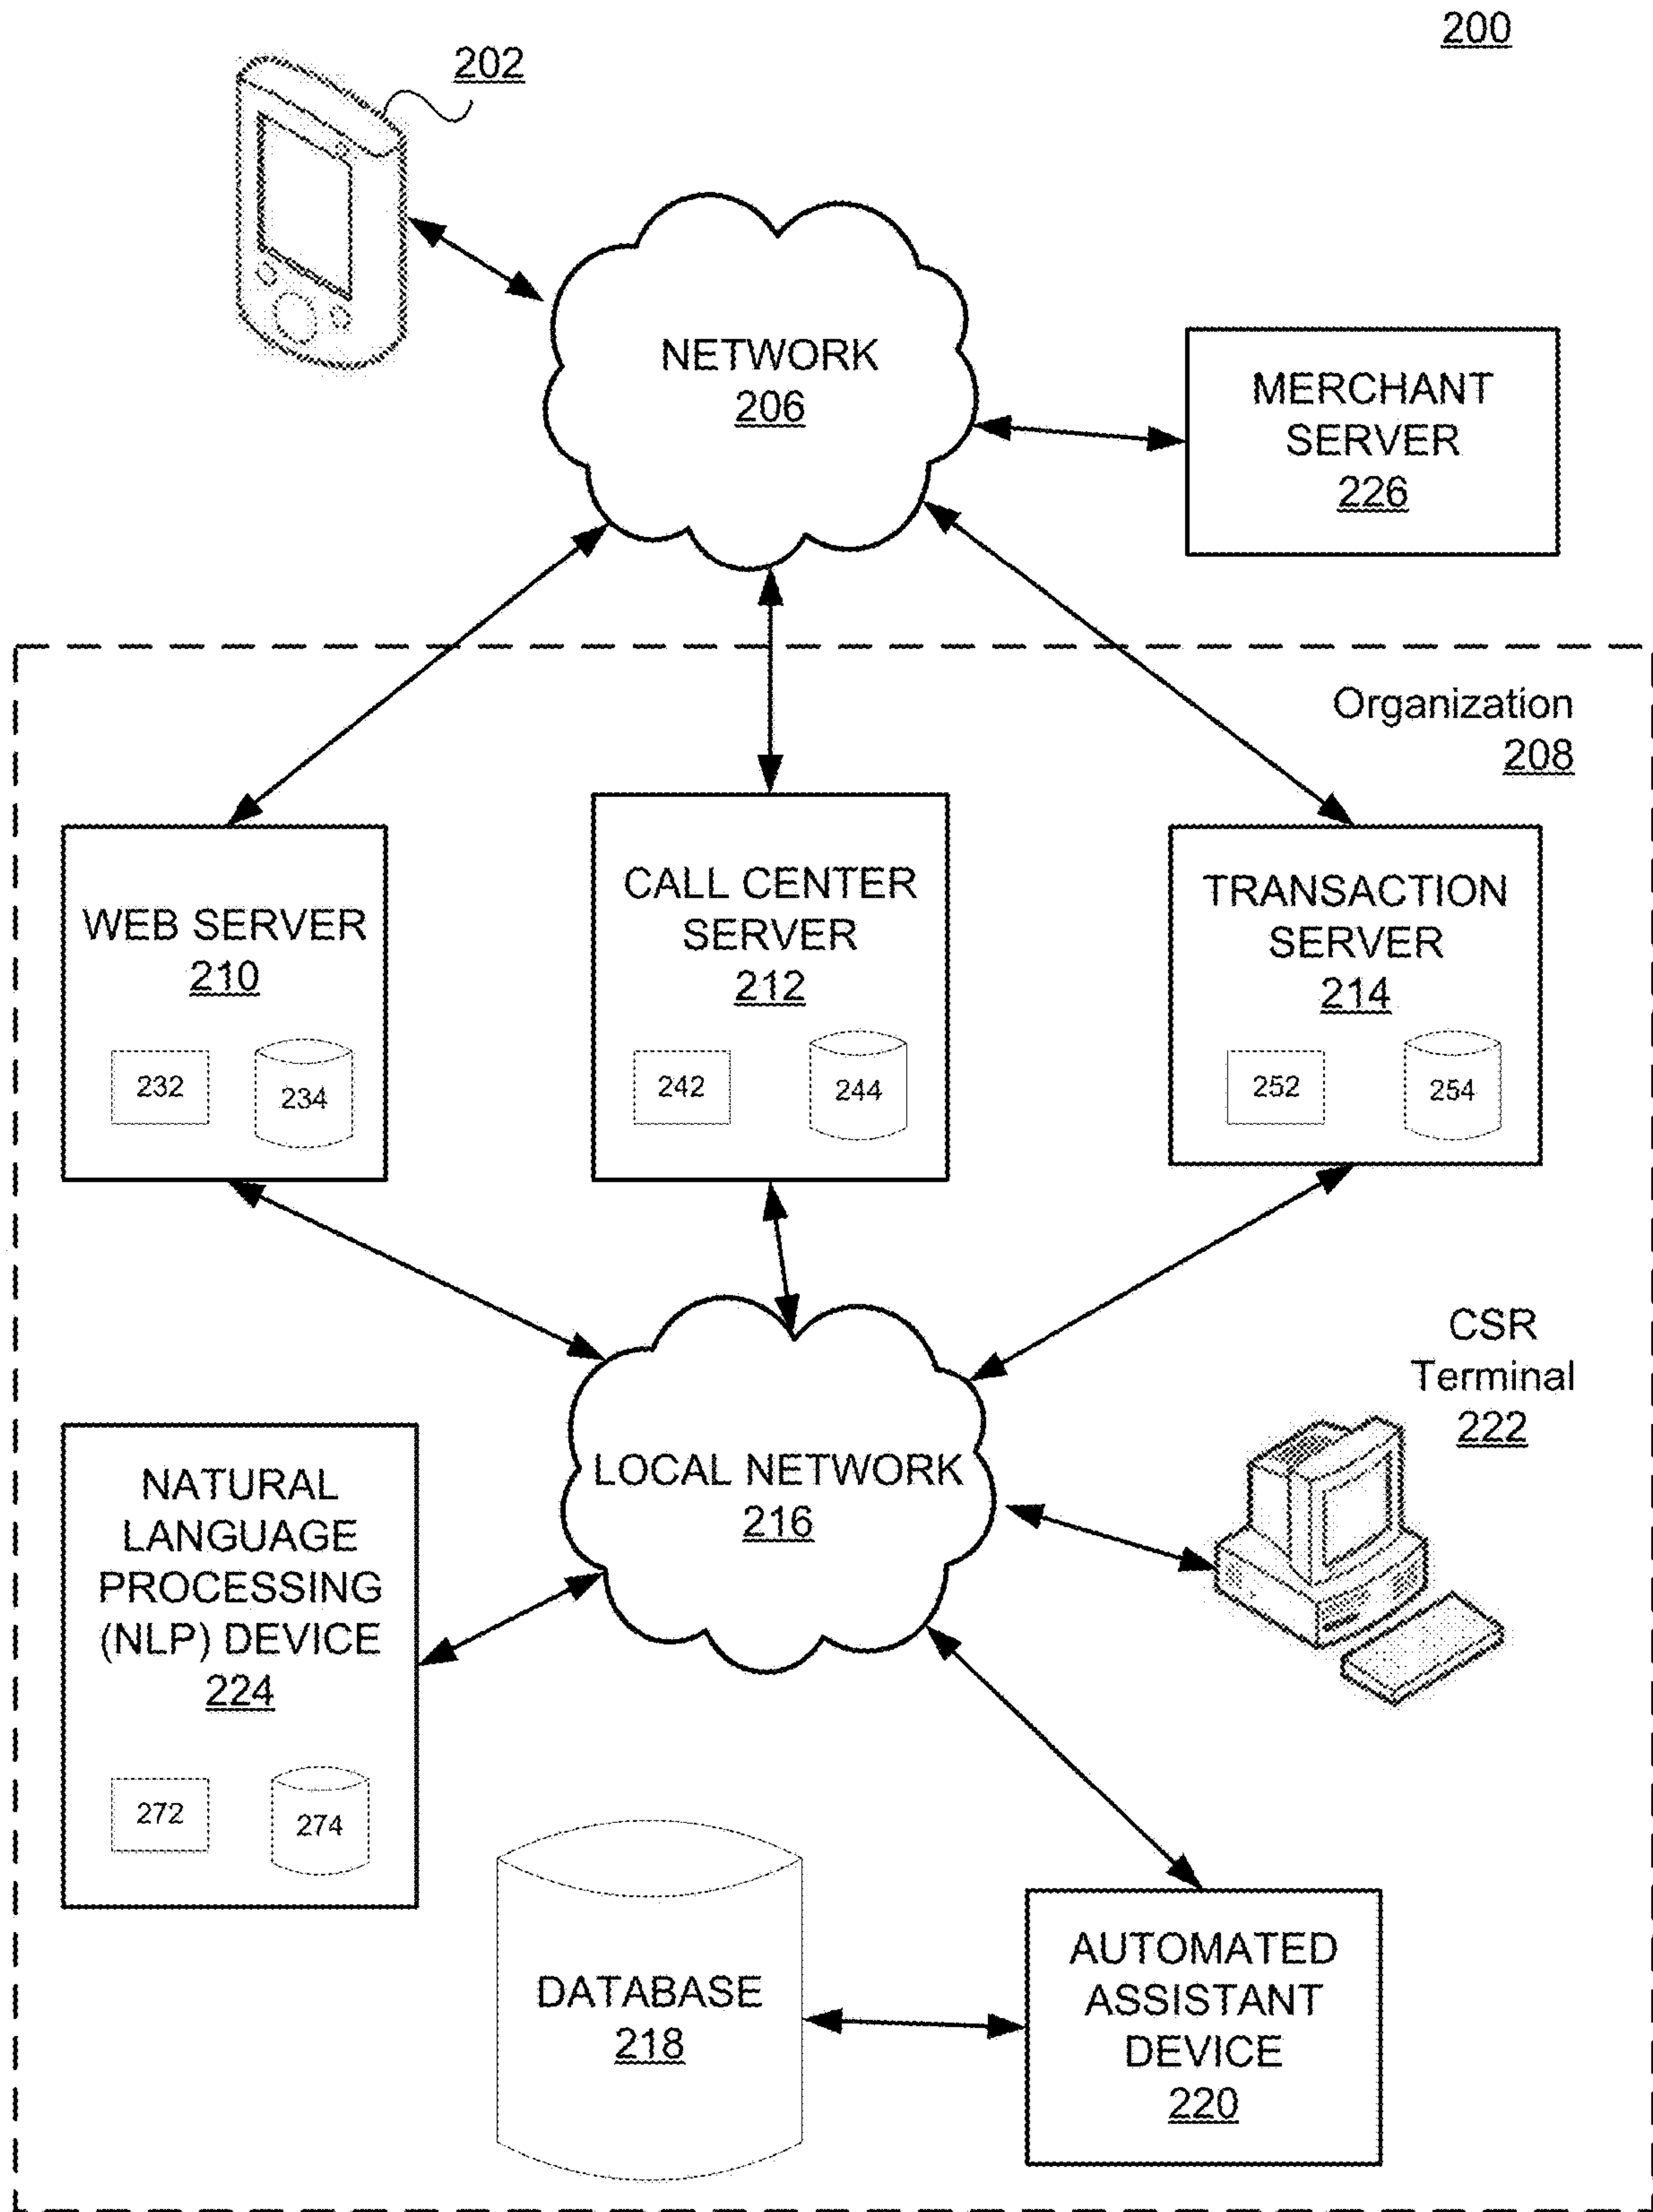 200
202
NETWORK
206
MERCHANT
SERVER
226
Organization
208
WEB SERVER
210
232
234
CALL CENTER
SERVER
212
242
244
TRANSACTION
SERVER
214
252
254
CSR
Terminal
222
LOCAL NETWORK
216
NATURAL
LANGUAGE
PROCESSING
(NLP) DEVICE
224
272
274
DATABASE
218
AUTOMATED
ASSISTANT
DEVICE
220